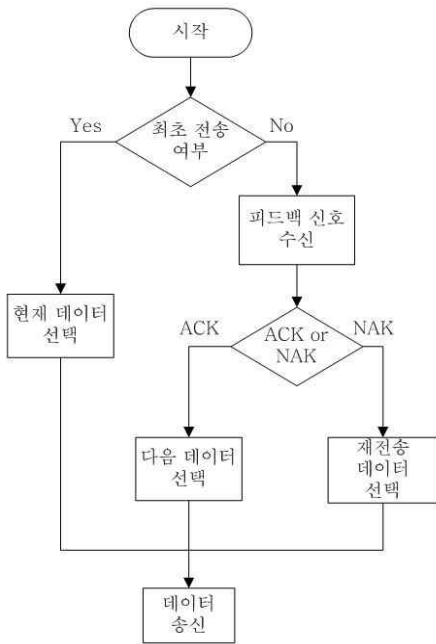 시작
최초 전송
여부
Yes
No
피드백 신호
수신
현재 데이터
선택
ACK or
NAK
ACK
NAK
다음 데이터
선택
재전송
데이터
선택
데이터
송신